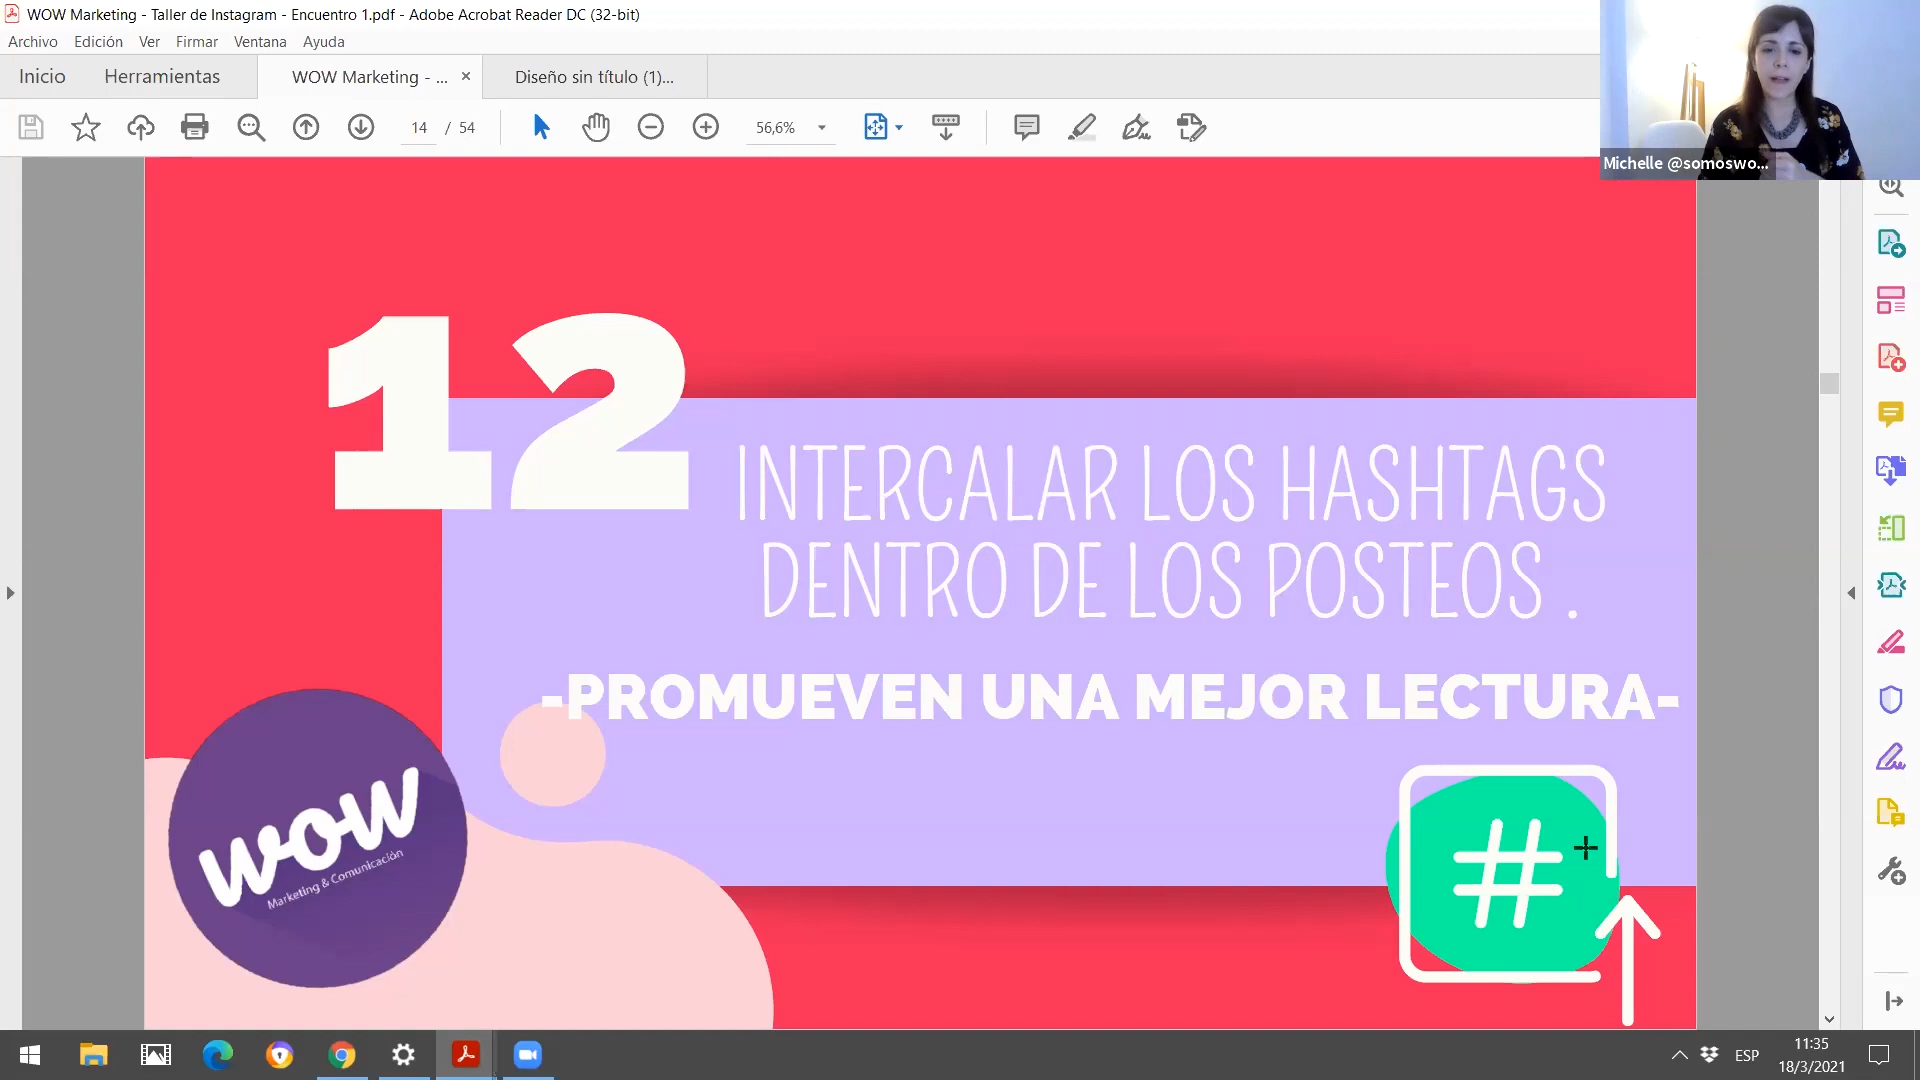 WOW Marketing - Taller de Instagram - Encuentro 1.pdf - Adobe Acrobat Reader DC (32-bit)
Archivo Edición Ver Firmar Ventana Ayuda
Inicio Herramientas WOW Marketing - ... × Diseño sin título (1)...
14 / 54 56,6%
Michelle @somoswo...
12
INTERCALAR LOS HASHTAGS
DENTRO DE LOS POSTEOS .
-PROMUEVEN UNA MEJOR LECTURA-
wow
Marketing & Comunicación
#
ESP
11:35
18/3/2021